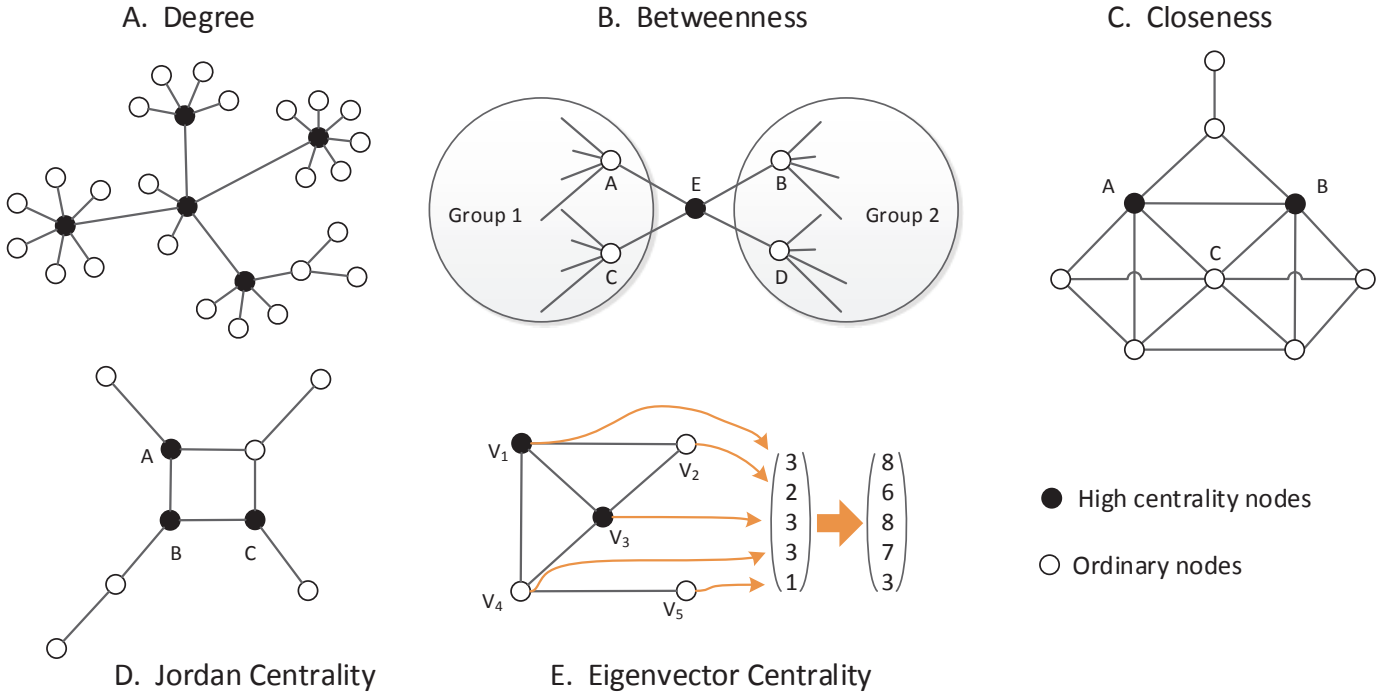 A. Degree
B. Betweenness
C. Closeness
A
B
E
Group 1
Group 2
C
D
A
B
C
A
B
C
V1
V2
V3
V4
V5
3
2
3
3
1
8
6
8
7
3
High centrality nodes
Ordinary nodes
D. Jordan Centrality
E. Eigenvector Centrality